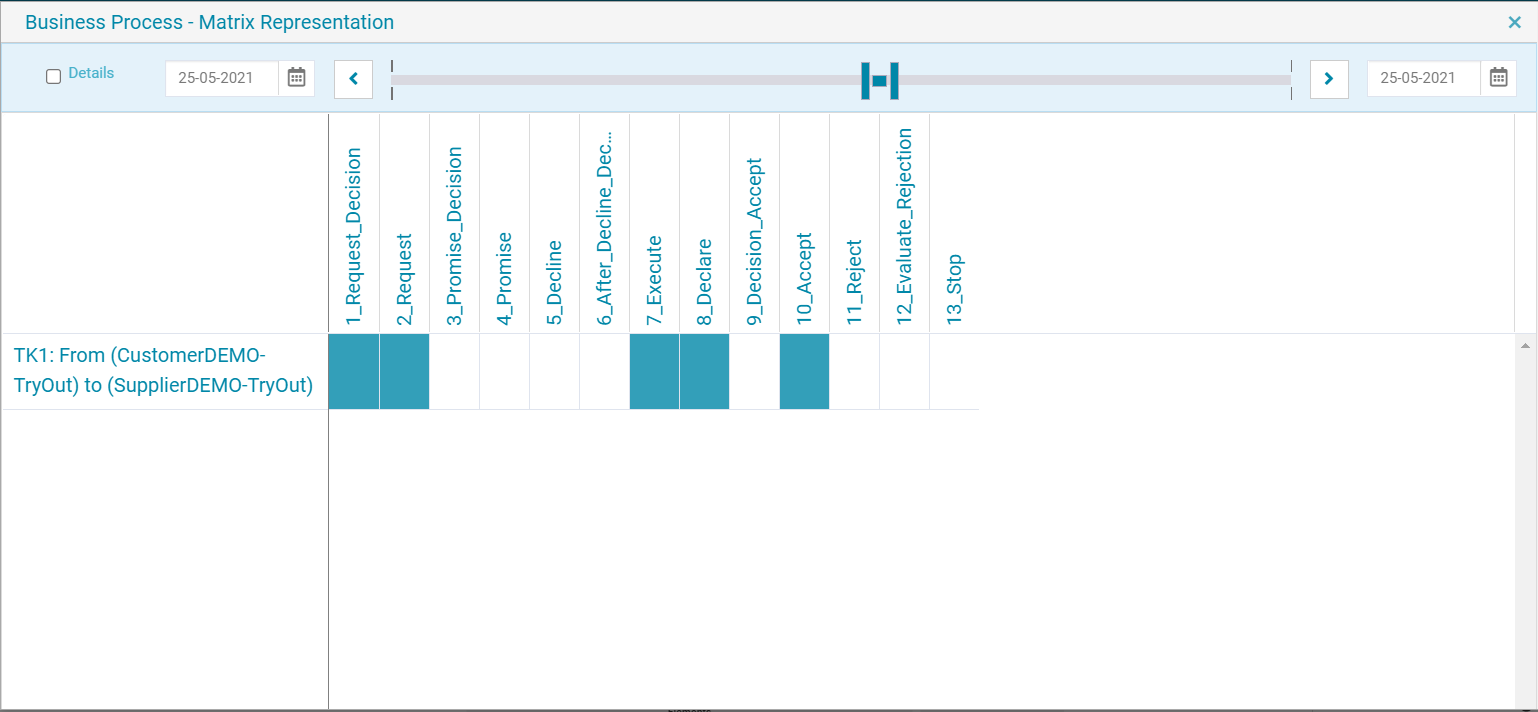 Business Process - Matrix Representation
Details
25-05-2021
25-05-2021
1_Request_Decision
2_Request
3_Promise_Decision
4_Promise
5_Decline
6_After_Decline_Dec...
7_Execute
8_Declare
9_Decision_Accept
10_Accept
11_Reject
12_Evaluate_Rejection
13_Stop
TK1: From (CustomerDEMO-
TryOut) to (SupplierDEMO-TryOut)